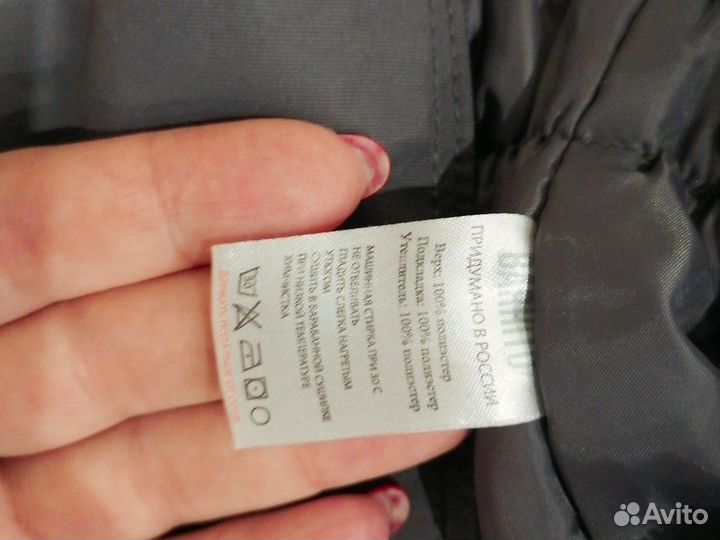 ПРИДУМАНО В РОССИИ
Верх: 100% полиэстер
Подкладка: 100% полиэстер
Утеплитель: 100% полиэстер
МАШИННАЯ СТИРКА ПРИ 30 С
НЕ ОТБЕЛИВАТЬ
ГЛАДИТЬ СЛЕГКА НАГРЕТЫМ
УТЮГОМ
СУШИТЬ В БАРАБАННОЙ СУШИЛКЕ
ПРИ НИЗКОЙ ТЕМПЕРАТУРЕ
ХИМЧИСТКА
Avito